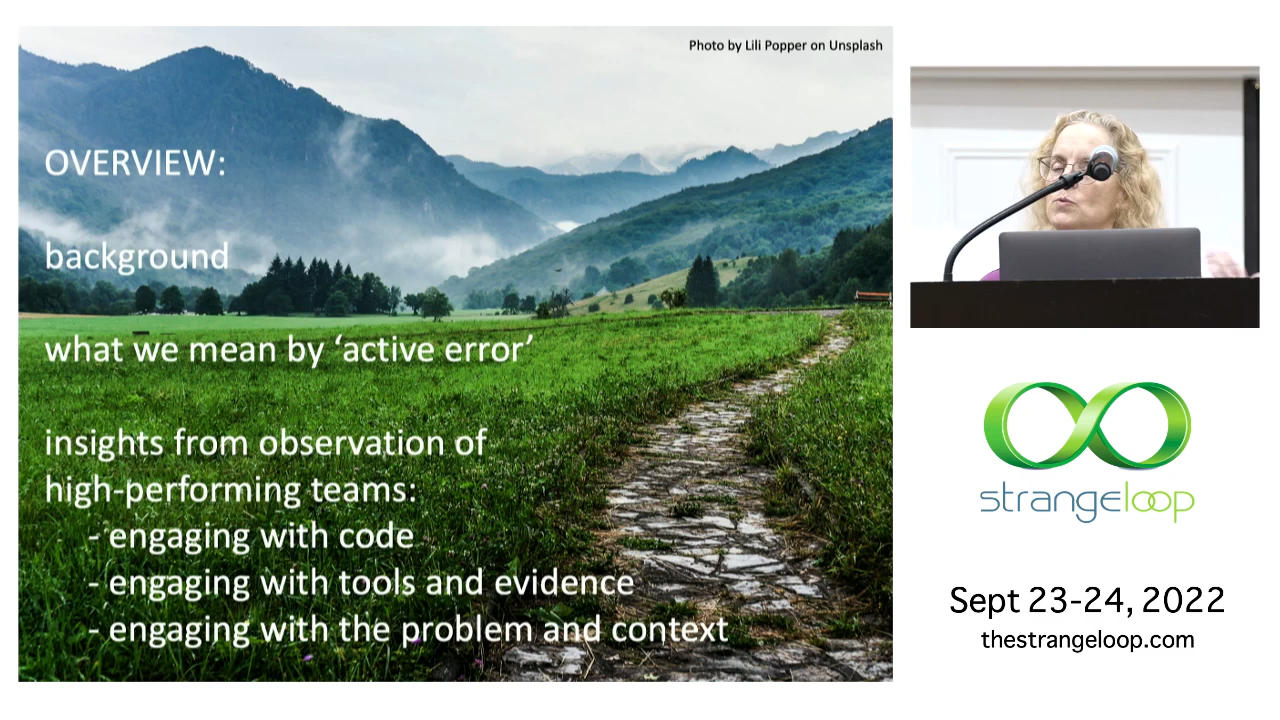 Photo by Lili Popper on Unsplash
OVERVIEW:
background
what we mean by ‘active error’
insights from observation of
high-performing teams:
- engaging with code
- engaging with tools and evidence
- engaging with the problem and context
strangeloop
Sept 23-24, 2022
thestrangeloop.com